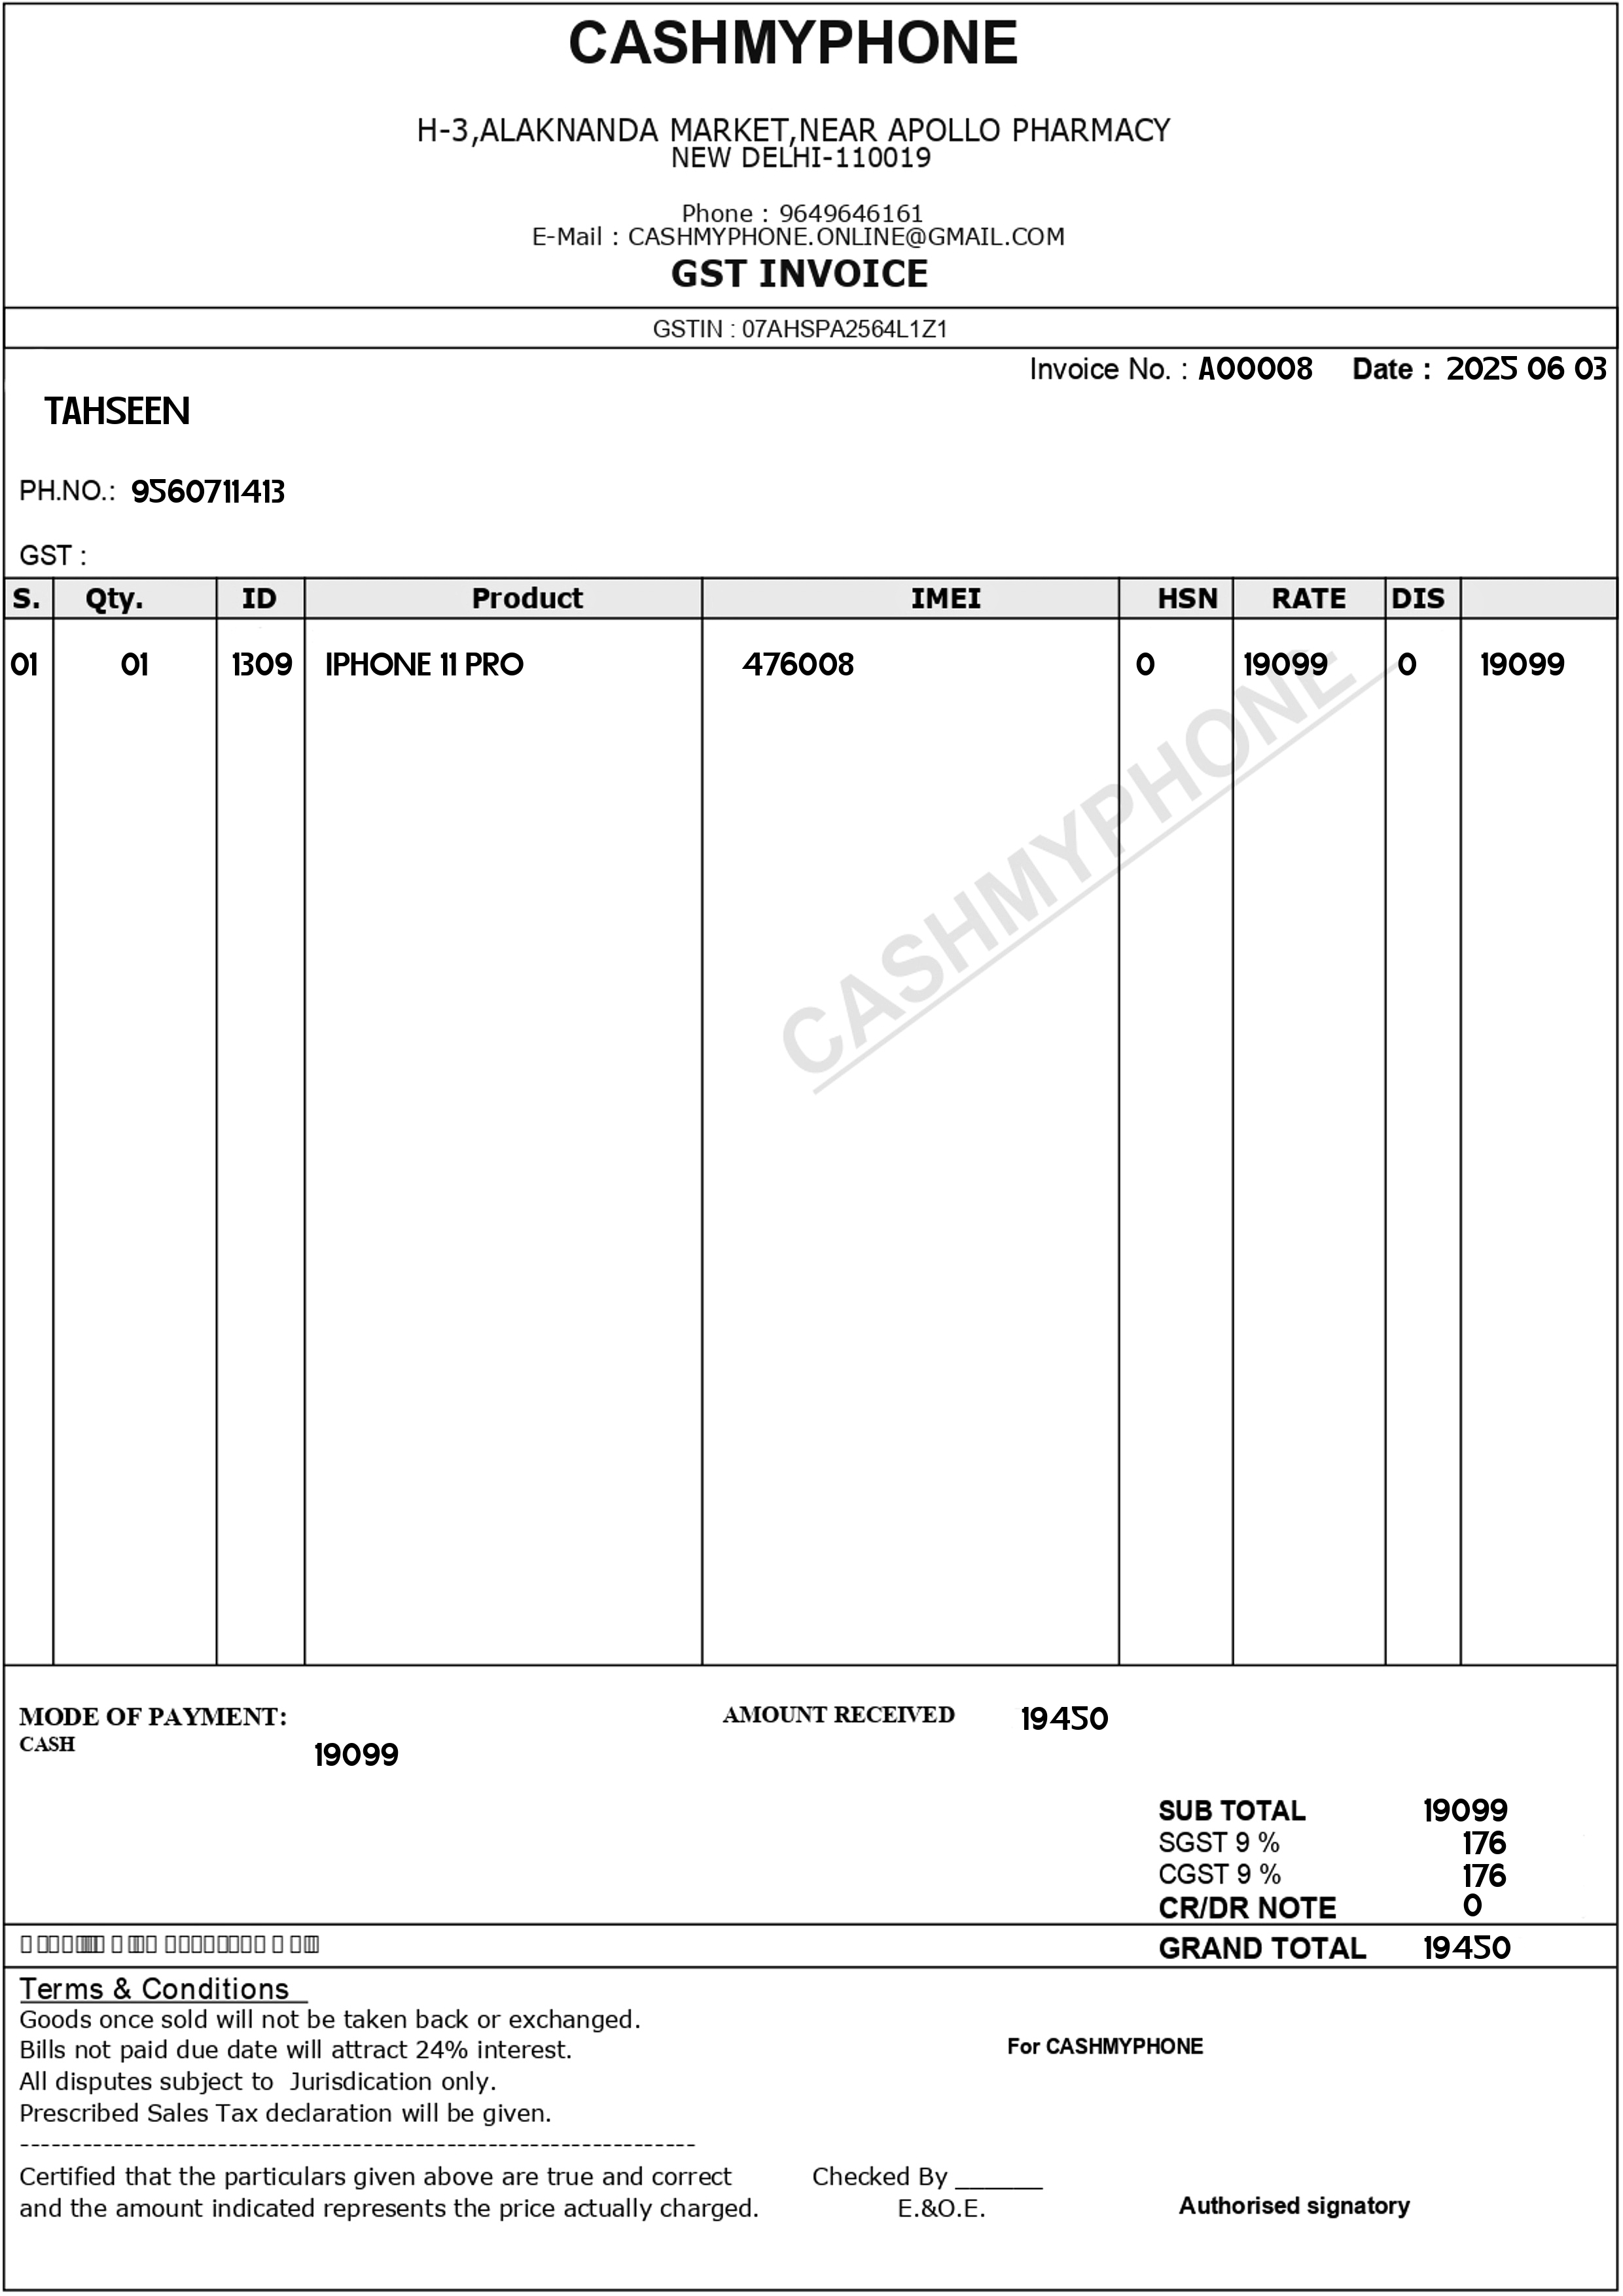 CASHMYPHONE
H-3,ALAKNANDA MARKET,NEAR APOLLO PHARMACY
NEW DELHI-110019
Phone : 9649646161
E-Mail : CASHMYPHONE.ONLINE@GMAIL.COM
GST INVOICE
GSTIN : 07AHSPA2564L1Z1
Invoice No. : A00008 Date : 2025 06 03
TAHSEEN
PH.NO.: 9560711413
GST :
S. Qty. ID Product IMEI HSN RATE DIS
01 01 1309 IPHONE 11 PRO 476008 0 19099 0 19099
CASHMYPHONE
MODE OF PAYMENT: AMOUNT RECEIVED 19450
CASH 19099
SUB TOTAL 19099
SGST 9 % 176
CGST 9 % 176
CR/DR NOTE 0
GRAND TOTAL 19450
Terms & Conditions
Goods once sold will not be taken back or exchanged.
Bills not paid due date will attract 24% interest.
For CASHMYPHONE
All disputes subject to Jurisdication only.
Prescribed Sales Tax declaration will be given.
-----------------------------------------------------------------
Certified that the particulars given above are true and correct Checked By ______
and the amount indicated represents the price actually charged. E.&O.E. Authorised signatory